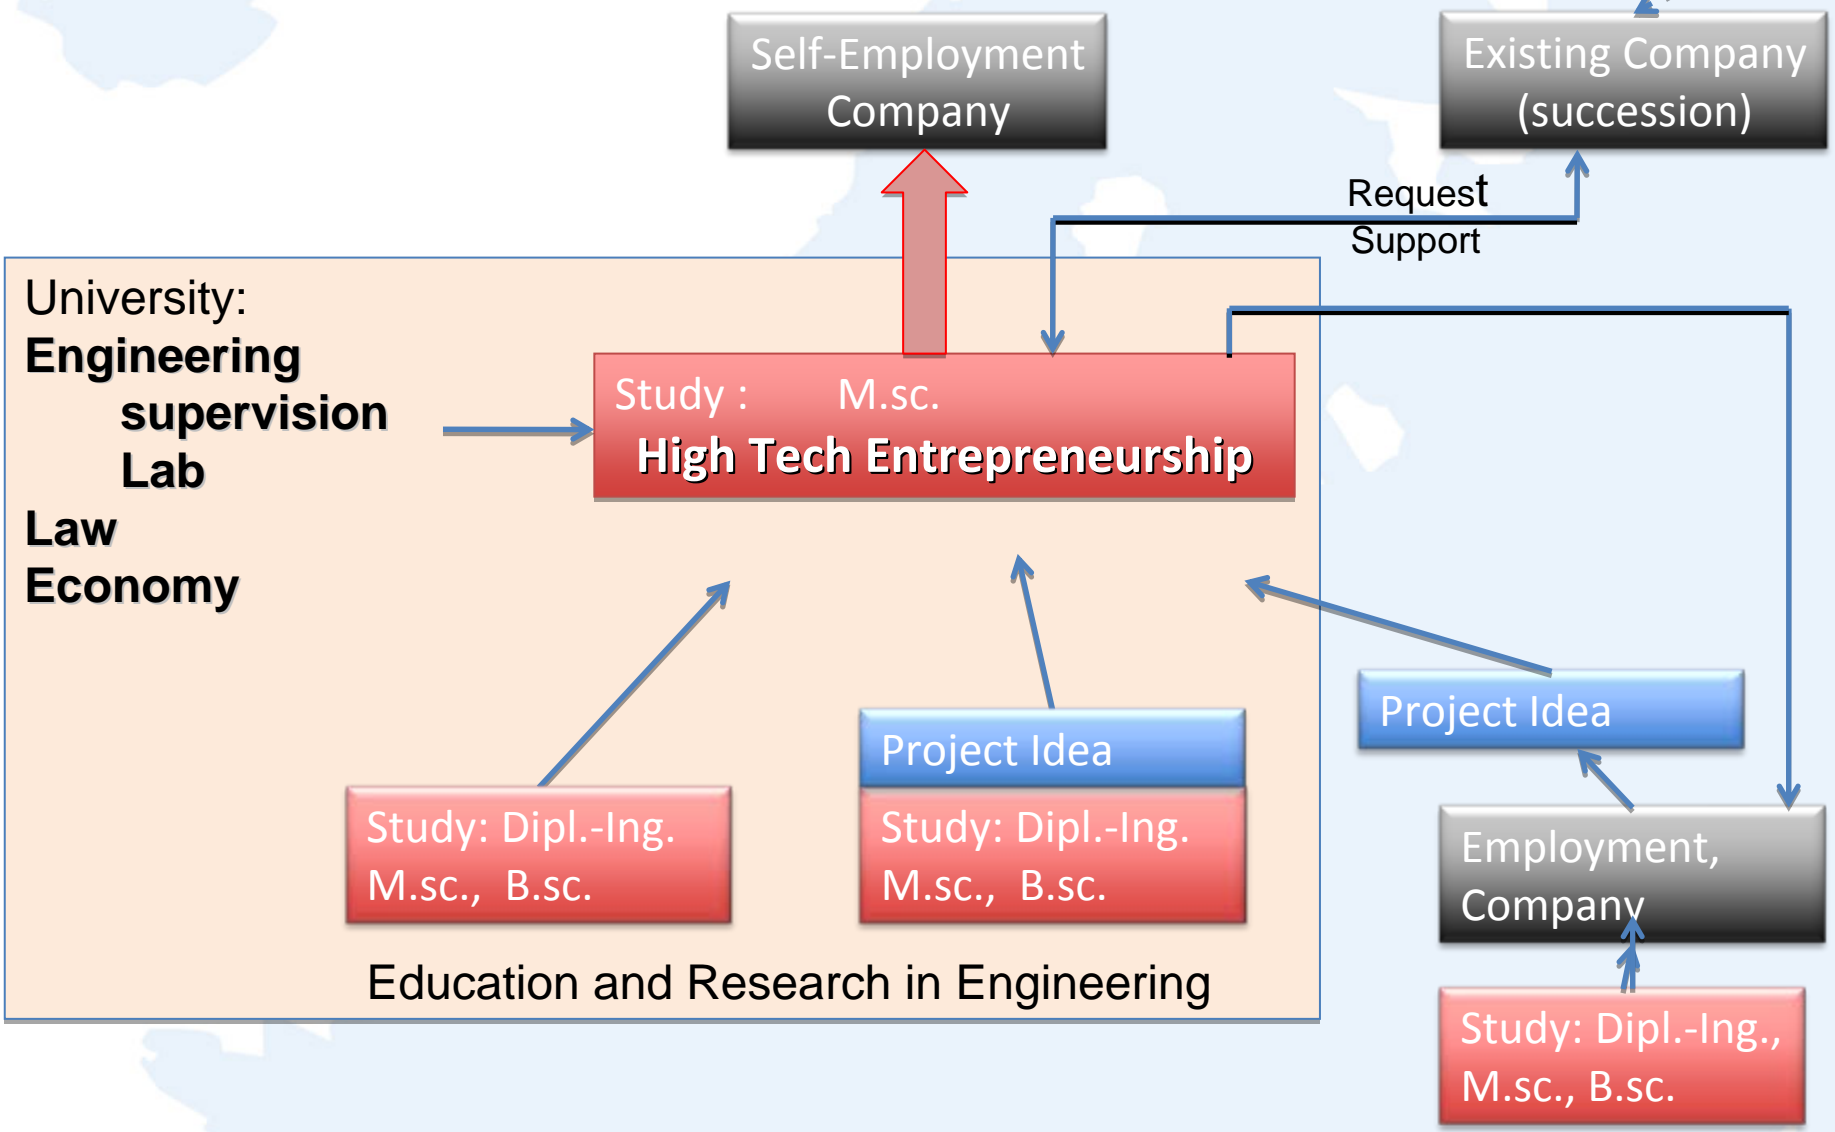 Self-Employment
Company
Existing Company
(succession)
Request
Support
University:
Engineering
supervision
Lab
Law
Economy
Study : M.sc.
High Tech Entrepreneurship
Project Idea
Study: Dipl.-Ing.
M.sc., B.sc.
Project Idea
Study: Dipl.-Ing.
M.sc., B.sc.
Employment,
Company
Education and Research in Engineering
Study: Dipl.-Ing.,
M.sc., B.sc.